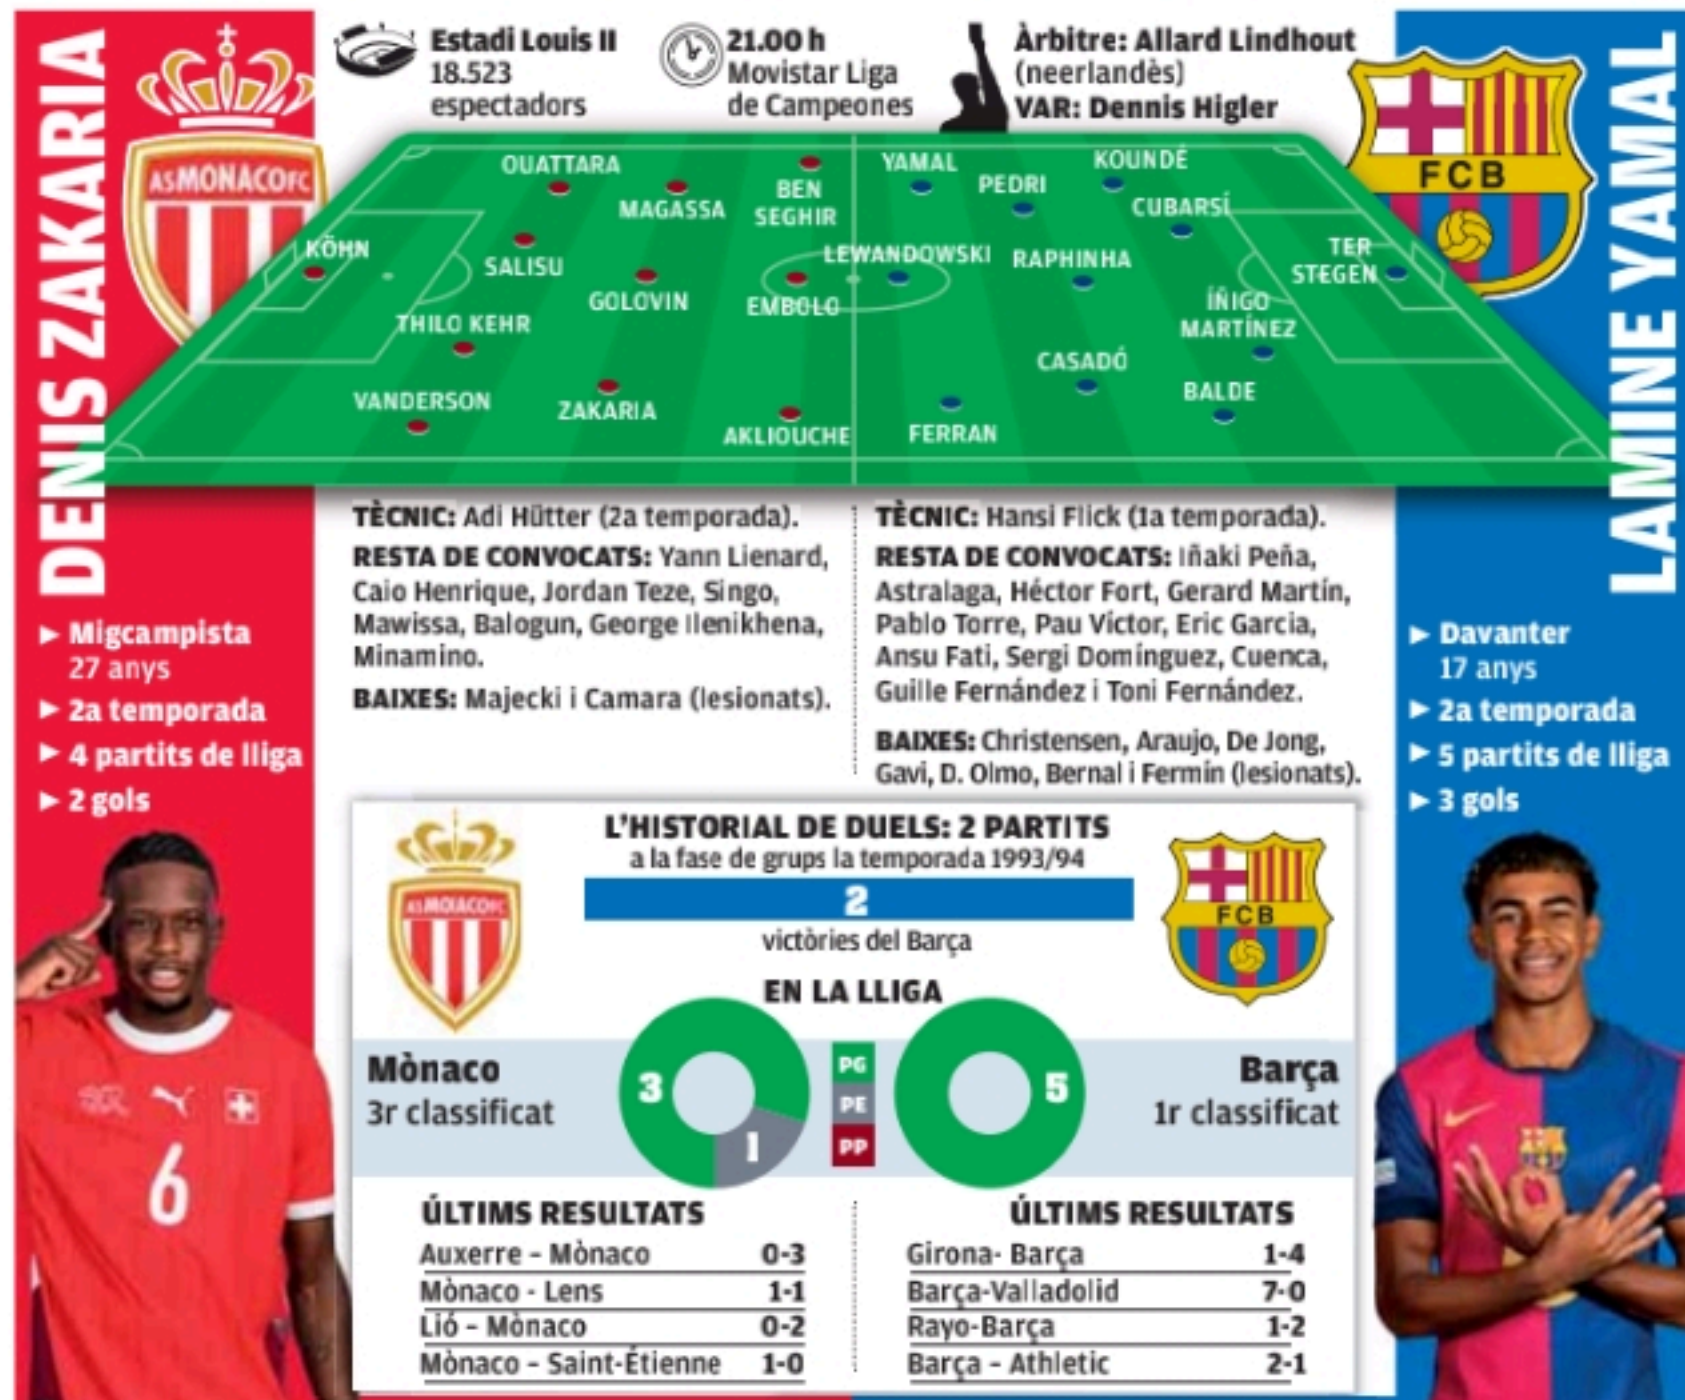 DENIS ZAKARIA
Estadi Louis II
18.523
espectadors
21.00 h
Movistar Liga
de Campeones
Àrbitre: Allard Lindhout
(neerlandès)
VAR: Dennis Higler
LAMINE YAMAL
ASMONACOFC
FCB
OUATTARA
MAGASSA
BEN
SEGHIR
YAMAL
PEDRI
KOUNDÉ
CUBARSÍ
KÖHN
SALISU
GOLOVIN
EMBOLO
LEWANDOWSKI
RAPHINHA
TER
STEGEN
THILO KEHR
ÍÑIGO
MARTÍNEZ
CASADÓ
VANDERSON
ZAKARIA
AKLIOUCHE
FERRAN
BALDE
▶ Migcampista
27 anys
▶ 2a temporada
▶ 4 partits de lliga
▶ 2 gols
TÈCNIC: Adi Hütter (2a temporada).
RESTA DE CONVOCATS: Yann Lienard,
Caio Henrique, Jordan Teze, Singo,
Mawissa, Balogun, George Ilenikhena,
Minamino.
BAIXES: Majecki i Camara (lesionats).
TÈCNIC: Hansi Flick (1a temporada).
RESTA DE CONVOCATS: Iñaki Peña,
Astralaga, Héctor Fort, Gerard Martín,
Pablo Torre, Pau Víctor, Eric Garcia,
Ansu Fati, Sergi Domínguez, Cuenca,
Guille Fernández i Toni Fernández.
BAIXES: Christensen, Araujo, De Jong,
Gavi, D. Olmo, Bernal i Fermín (lesionats).
▶ Davanter
17 anys
▶ 2a temporada
▶ 5 partits de lliga
▶ 3 gols
L'HISTORIAL DE DUELS: 2 PARTITS
a la fase de grups la temporada 1993/94
2
victòries del Barça
ASMONACOFC
FCB
EN LA LLIGA
Mònaco
3r classificat
3
1
PG
PE
PP
5
Barça
1r classificat
6
ÚLTIMS RESULTATS
Auxerre – Mònaco 0-3
Mònaco - Lens 1-1
Lió – Mònaco 0-2
Mònaco – Saint-Étienne 1-0
ÚLTIMS RESULTATS
Girona- Barça 1-4
Barça-Valladolid 7-0
Rayo-Barça 1-2
Barça – Athletic 2-1